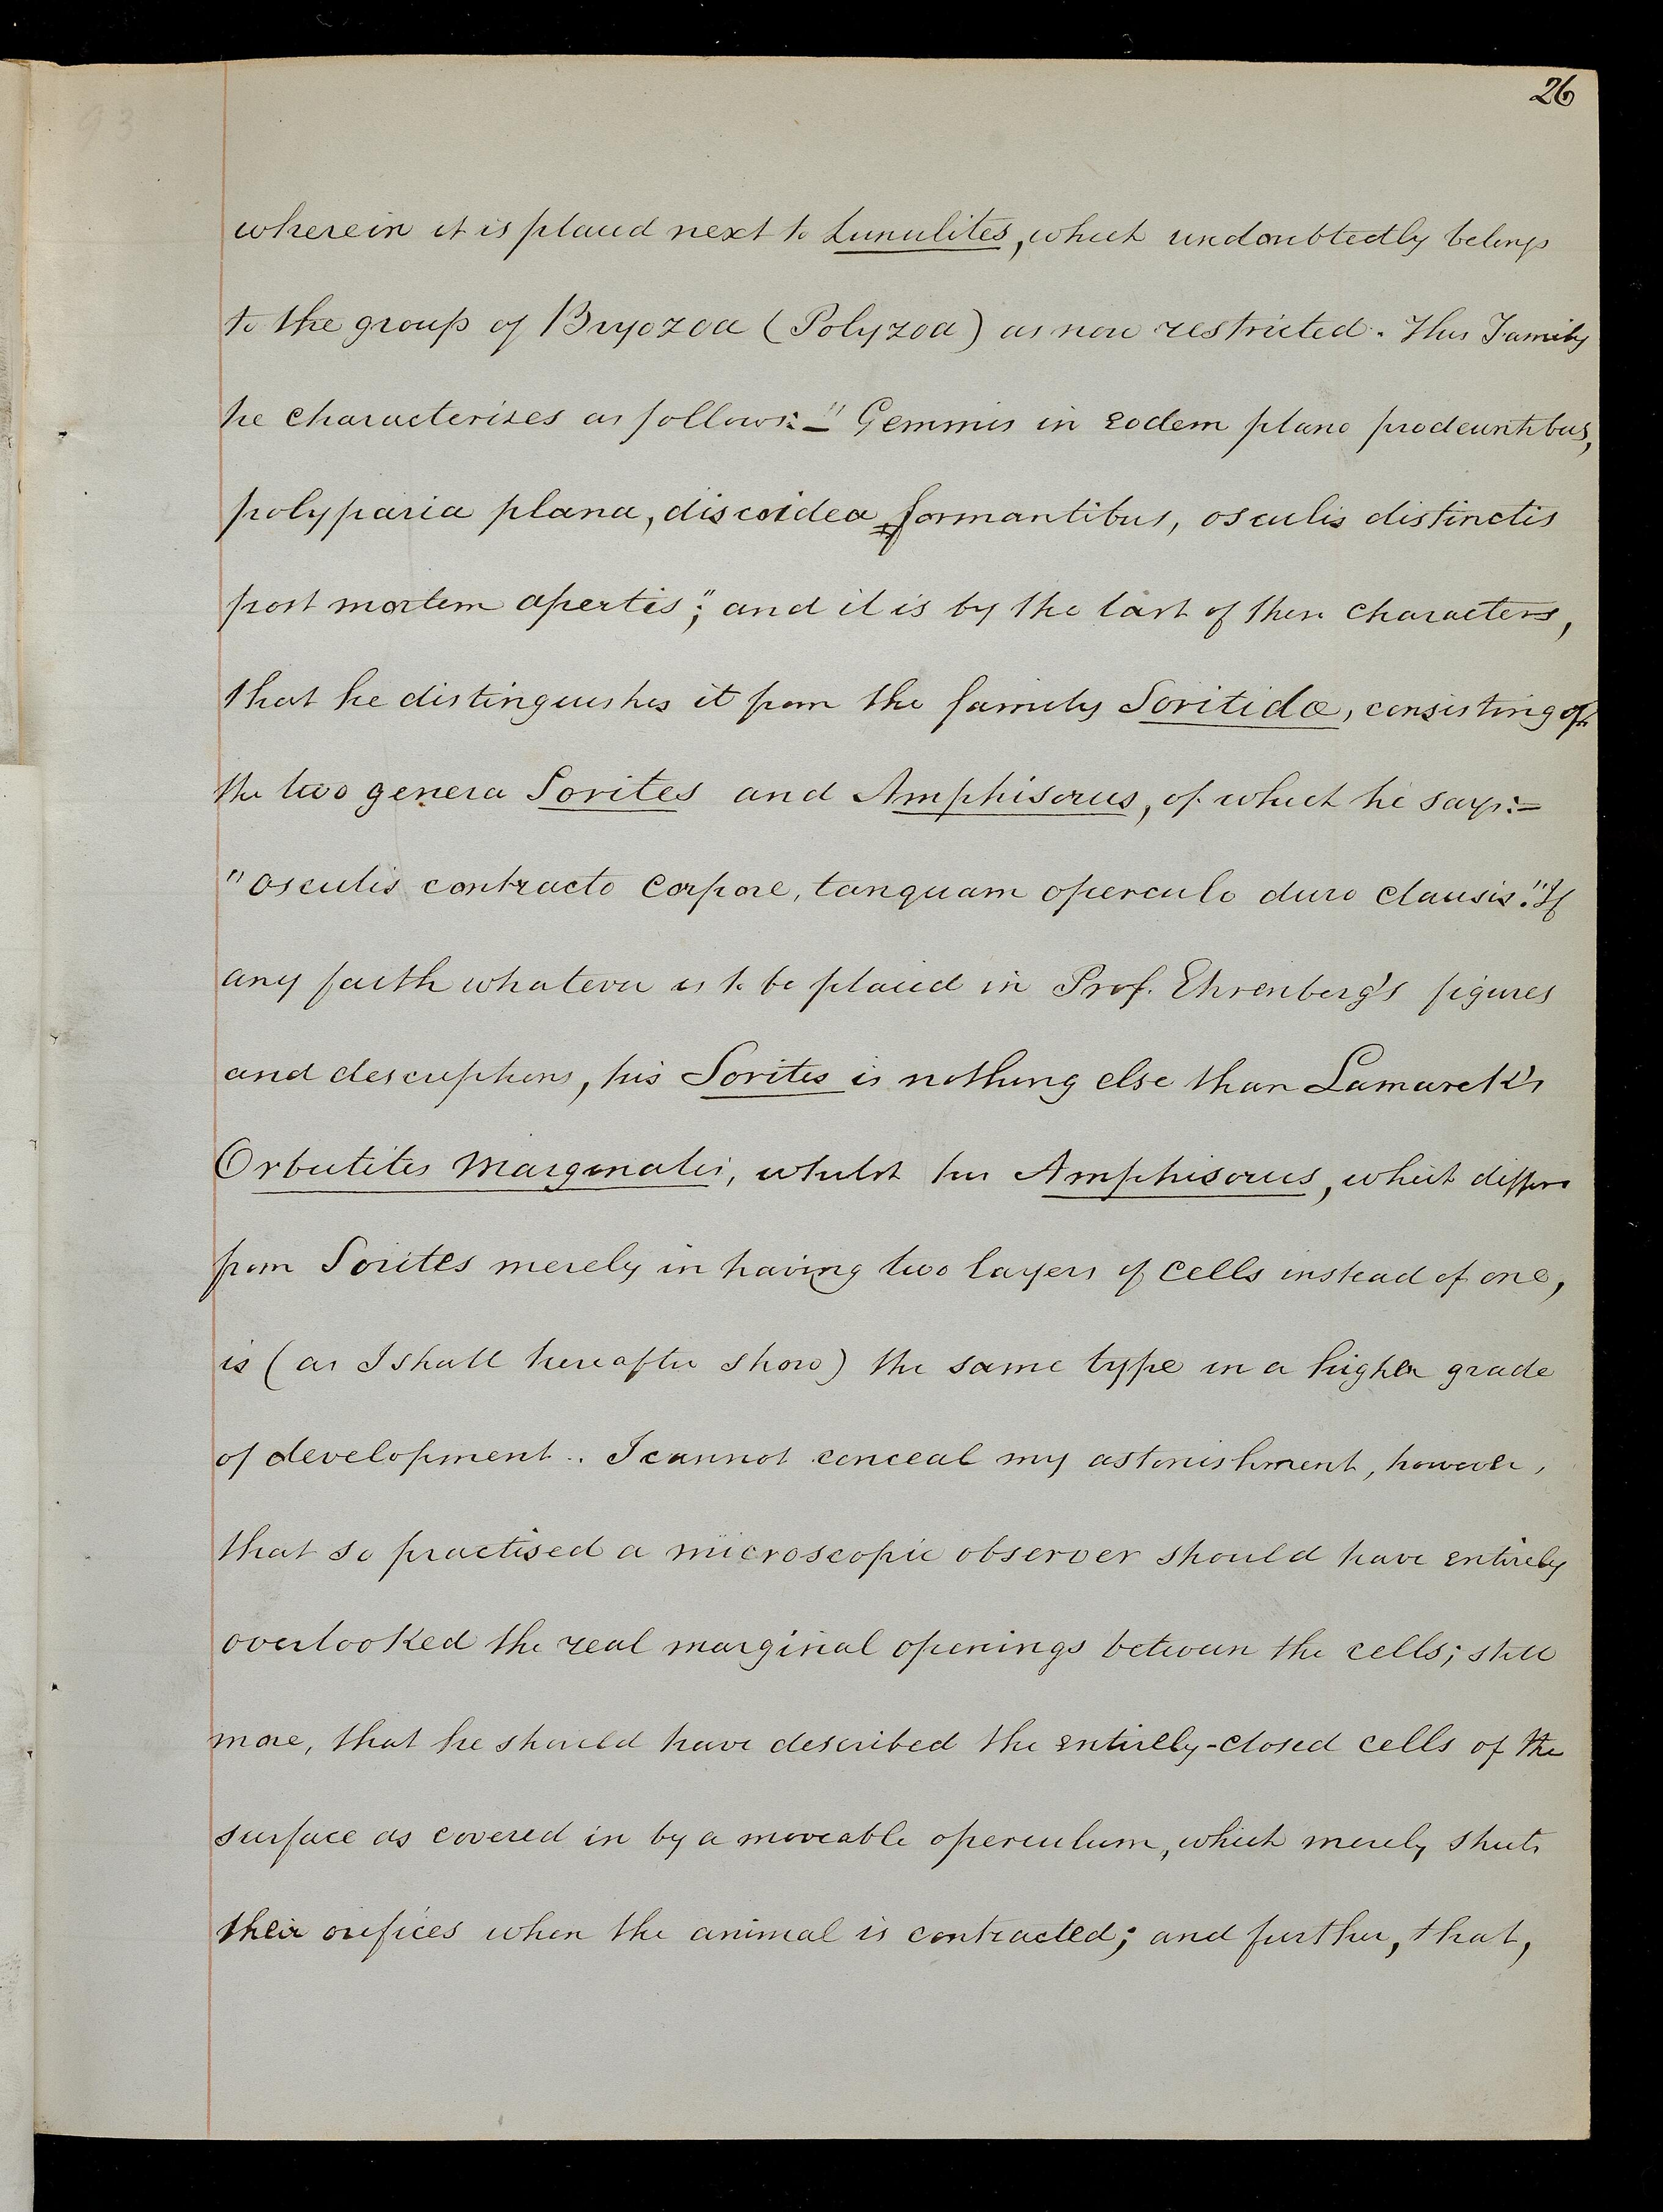 26
93
wherein it is placed next to Lunulites, which undoubtedly belongs
to the group of Bryozoa (Polyzoa) as now restricted. This Family
he characterizes as follows:– "Gemmis in eodem plano prodeuntibus,
polyparia plana, discoidea formantibus, osculis distinctis
post mortem apertis;" and it is by the last of these characters,
that he distinguishes it from the family Soritida, consisting of
the two genera Sorites and Amphisorus, of which he says:–
"osculis contracto corpore, tanquam operculo duro clausis." If
any faith whatever is to be placed in Prof. Ehrenberg's figures
and descriptions, his Sorites is nothing else than Lamarck's
Orbitulites Marginalis, whilst his Amphisorus, which differs
from Sorites merely in having two layers of cells instead of one,
is (as I shall hereafter show) the same type in a higher grade
of development.. I cannot conceal my astonishment, however,
that so practised a microscopic observer should have entirely
overlooked the real marginal openings between the cells; still
more, that he should have described the entirely-closed cells of the
surface as covered in by a moveable operculum, which merely shuts
their orifices when the animal is contracted; and further, that,